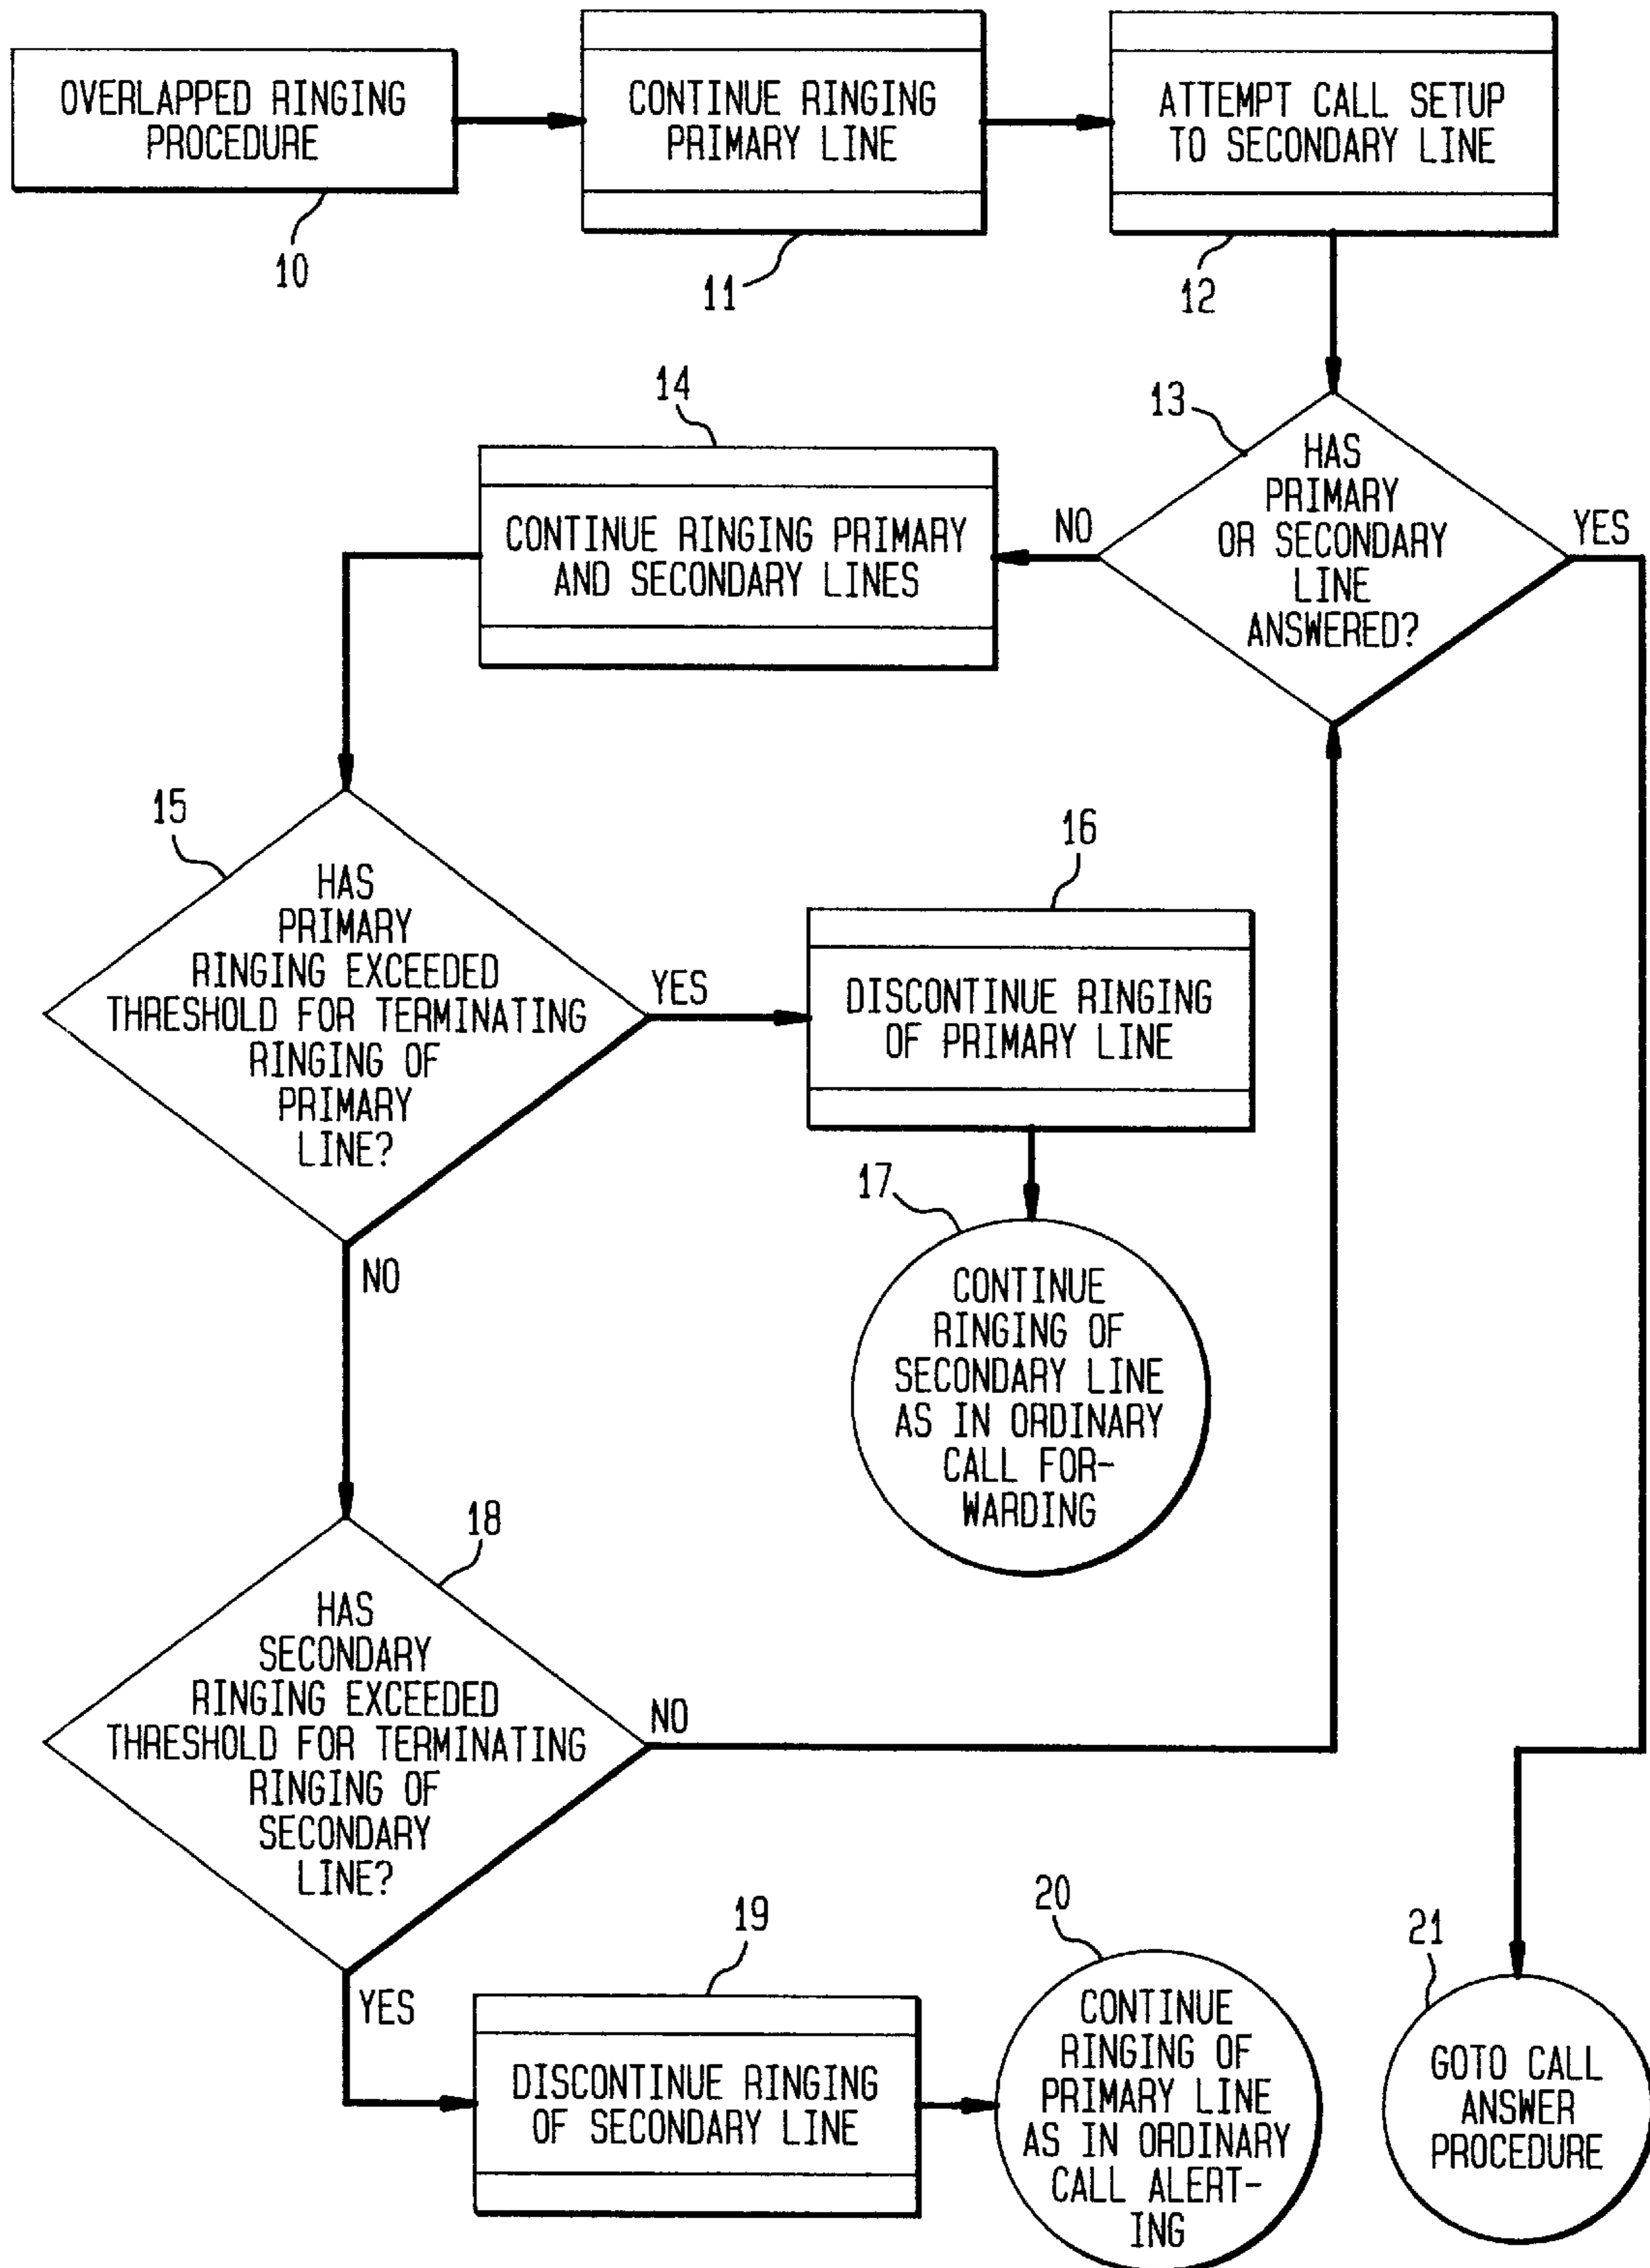 OVERLAPPED RINGING
PROCEDURE
10
CONTINUE RINGING
PRIMARY LINE
11
ATTEMPT CALL SETUP
TO SECONDARY LINE
12
13
HAS
PRIMARY
OR SECONDARY
LINE
ANSWERED?
NO
YES
14
CONTINUE RINGING PRIMARY
AND SECONDARY LINES
15
HAS
PRIMARY
RINGING EXCEEDED
THRESHOLD FOR TERMINATING
RINGING OF
PRIMARY
LINE?
YES
NO
16
DISCONTINUE RINGING
OF PRIMARY LINE
17
CONTINUE
RINGING OF
SECONDARY LINE
AS IN ORDINARY
CALL FOR-
WARDING
18
HAS
SECONDARY
RINGING EXCEEDED
THRESHOLD FOR TERMINATING
RINGING OF
SECONDARY
LINE?
NO
YES
19
DISCONTINUE RINGING
OF SECONDARY LINE
20
CONTINUE
RINGING OF
PRIMARY LINE
AS IN ORDINARY
CALL ALERT-
ING
21
GOTO CALL
ANSWER
PROCEDURE